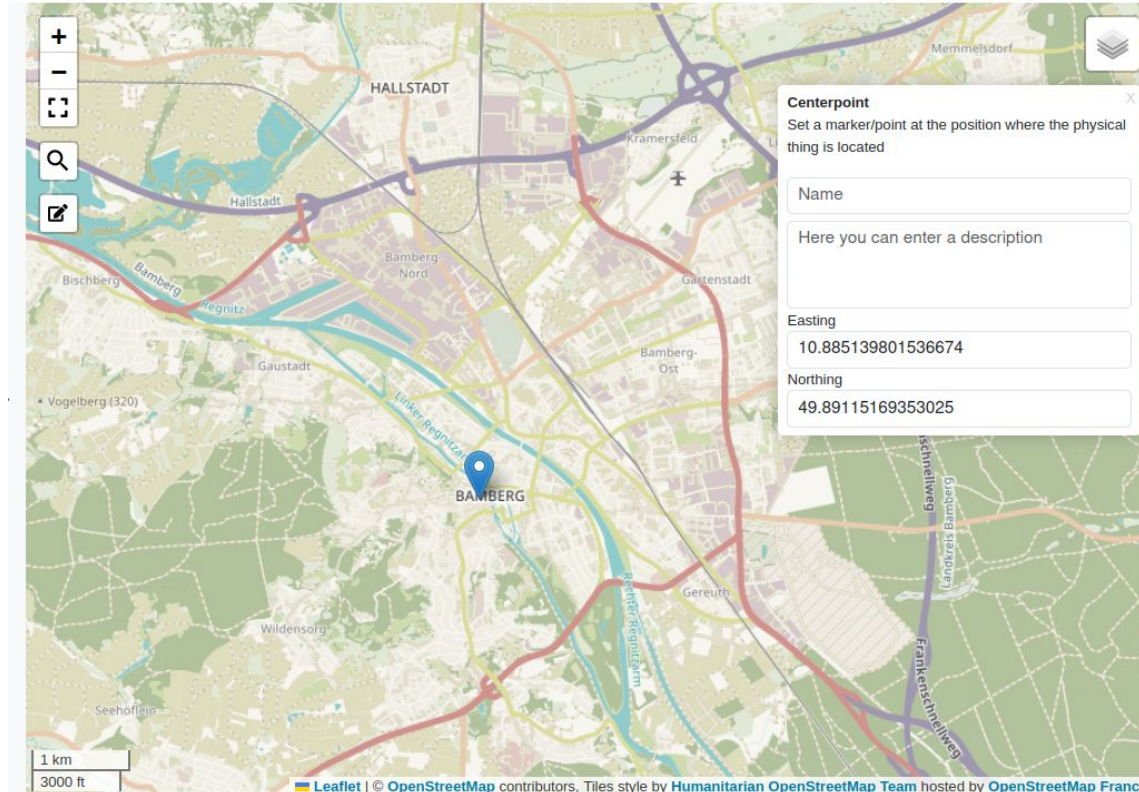 +
−
HALLSTADT
Memmelsdorf
Kramersfeld
Hallstadt
Bamberg-
Nord
Bischberg
Bamberg
Regnitz
Gartenstadt
Gaustadt
Bamberg-
Ost
Vogelberg (320)
Linker Regnitzarm
BAMBERG
Rechter Regnitzarm
Gereuth
Wildensorg
Seehöflein
nschnellweg
Landkreis Bamberg
Frankenschnellweg
Centerpoint
X
Set a marker/point at the position where the physical
thing is located
Name
Here you can enter a description
Easting
10.885139801536674
Northing
49.89115169353025
1 km
3000 ft
Leaflet | © OpenStreetMap contributors, Tiles style by Humanitarian OpenStreetMap Team hosted by OpenStreetMap Franc